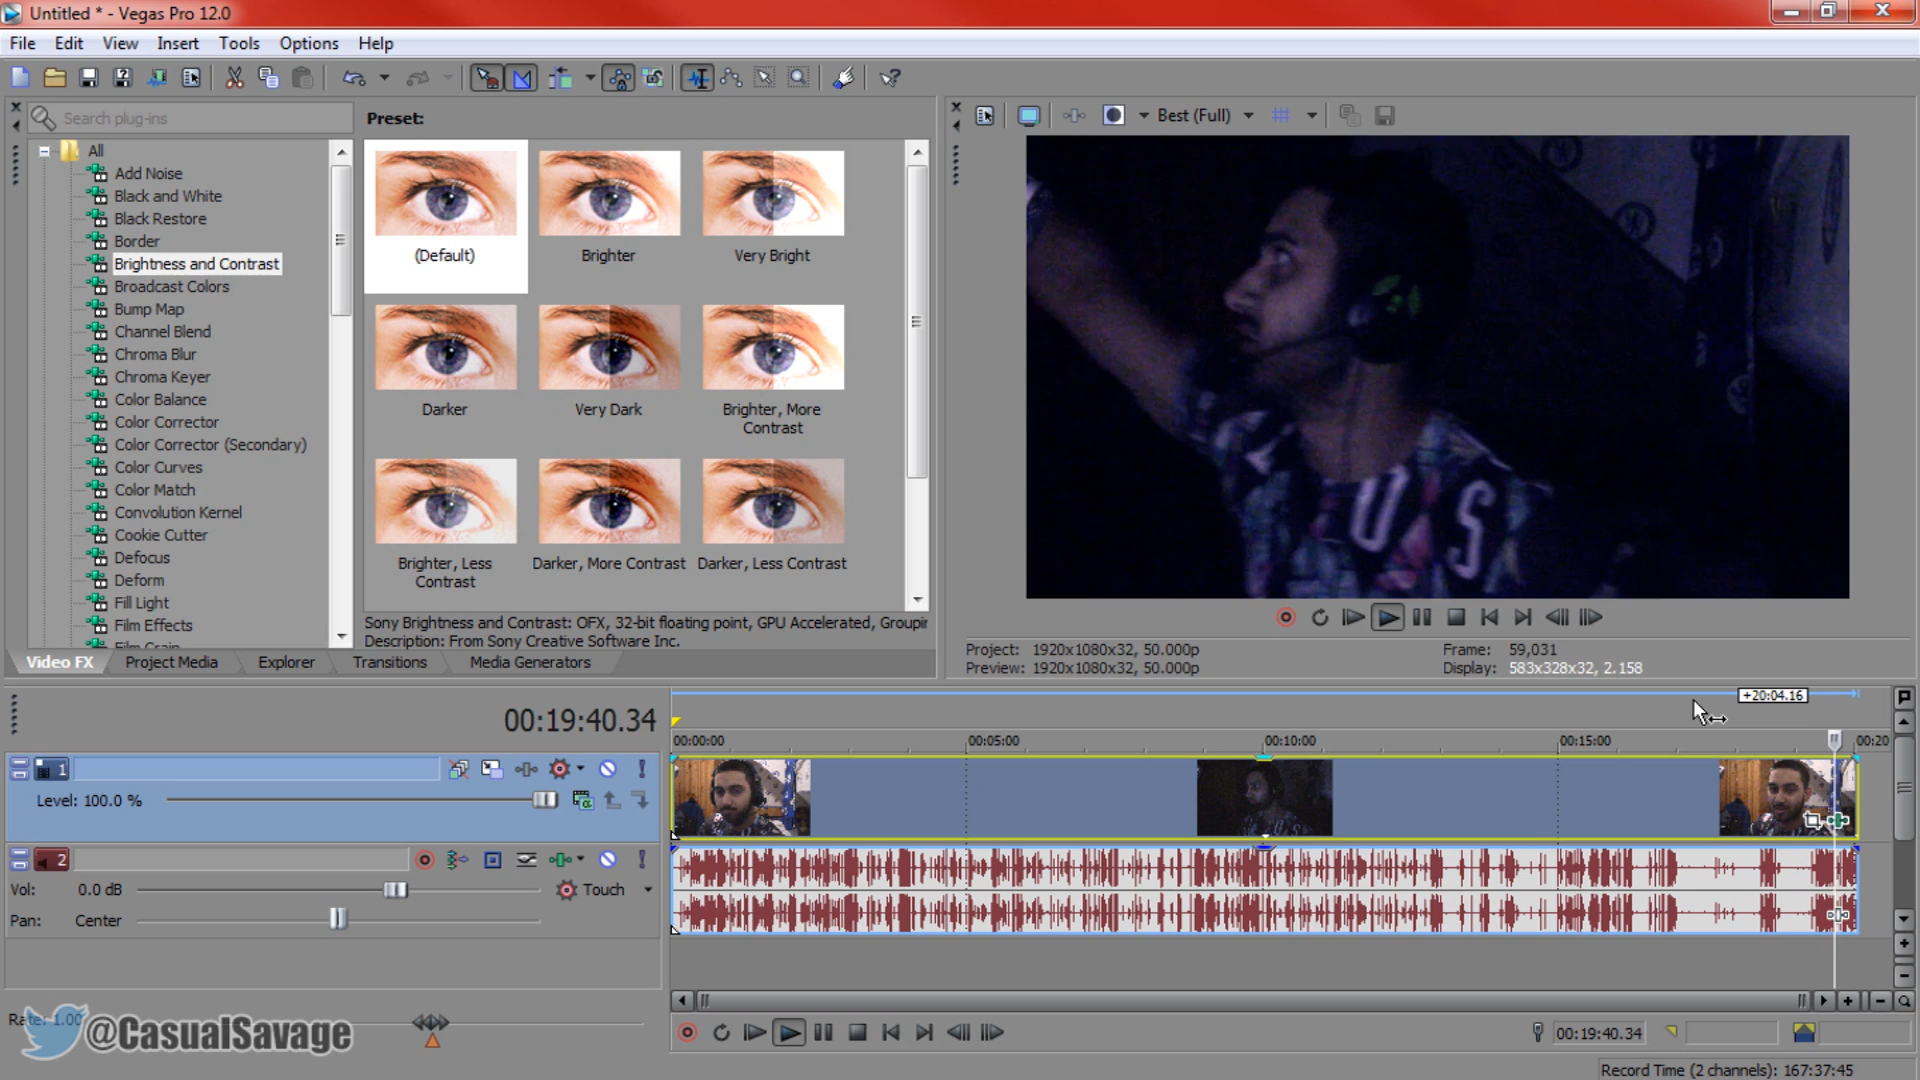 Untitled * - Vegas Pro 12.0
File Edit View Insert Tools Options Help
Search plug-ins
Preset:
Best (Full)
All
Add Noise
Black and White
Black Restore
Border
Brightness and Contrast
Broadcast Colors
Bump Map
Channel Blend
Chroma Blur
Chroma Keyer
Color Balance
Color Corrector
Color Corrector (Secondary)
Color Curves
Color Match
Convolution Kernel
Cookie Cutter
Defocus
Deform
Fill Light
Film Effects
Film Grain
(Default)
Brighter
Very Bright
Darker
Very Dark
Brighter, More
Contrast
Brighter, Less
Contrast
Darker, More Contrast
Darker, Less Contrast
Sony Brightness and Contrast: OFX, 32-bit floating point, GPU Accelerated, Groupin
Description: From Sony Creative Software Inc.
Video FX Project Media Explorer Transitions Media Generators
U S
Project: 1920x1080x32, 50.000p
Preview: 1920x1080x32, 50.000p
Frame: 59,031
Display: 583x328x32, 2.158
+20:04.16
00:19:40.34
00:00:00 00:05:00 00:10:00 00:15:00 00:20
1
Level: 100.0 %
2
Vol: 0.0 dB Touch
Pan: Center
Rate: 1.00
@CasualSavage
00:19:40.34
Record Time (2 channels): 167:37:45